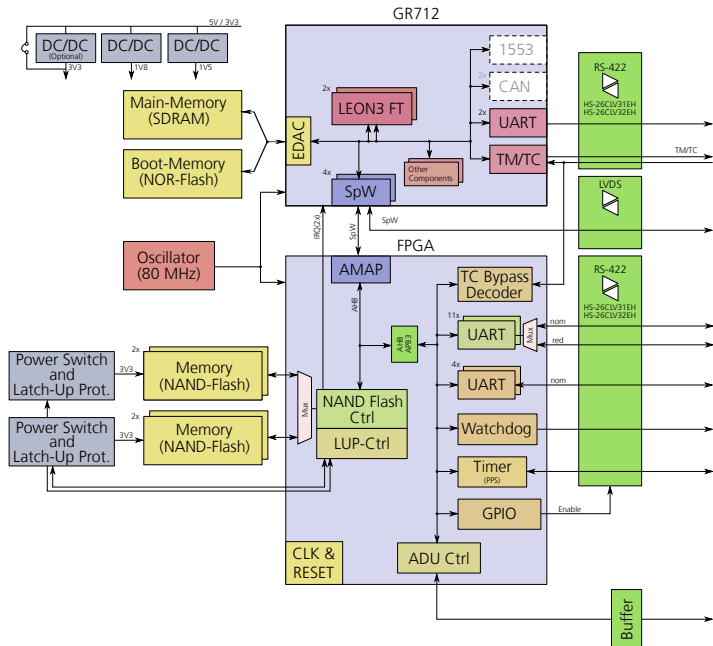 GR712
5V / 3V3
DC/DC
(Optional)
DC/DC
DC/DC
3V3
1V8
1V5
Main-Memory
(SDRAM)
Boot-Memory
(NOR-Flash)
Oscillator
(80 MHz)
EDAC
2x
LEON3 FT
4x
SpW
Other
Components
1553
2x
CAN
2x
UART
TM/TC
RS-422
HS-26CLV31EH
HS-26CLV32EH
TM/TC
LVDS
SpW
IRQ(2x)
SpW
FPGA
AMAP
AHB
AHB
APB3
TC Bypass
Decoder
11x
UART
Mux
nom
red
4x
UART
nom
Watchdog
Timer
(PPS)
GPIO
Enable
RS-422
HS-26CLV31EH
HS-26CLV32EH
Power Switch
and
Latch-Up Prot.
3V3
2x
Memory
(NAND-Flash)
Power Switch
and
Latch-Up Prot.
3V3
2x
Memory
(NAND-Flash)
Mux
NAND Flash
Ctrl
LUP-Ctrl
CLK &
RESET
ADU Ctrl
Buffer